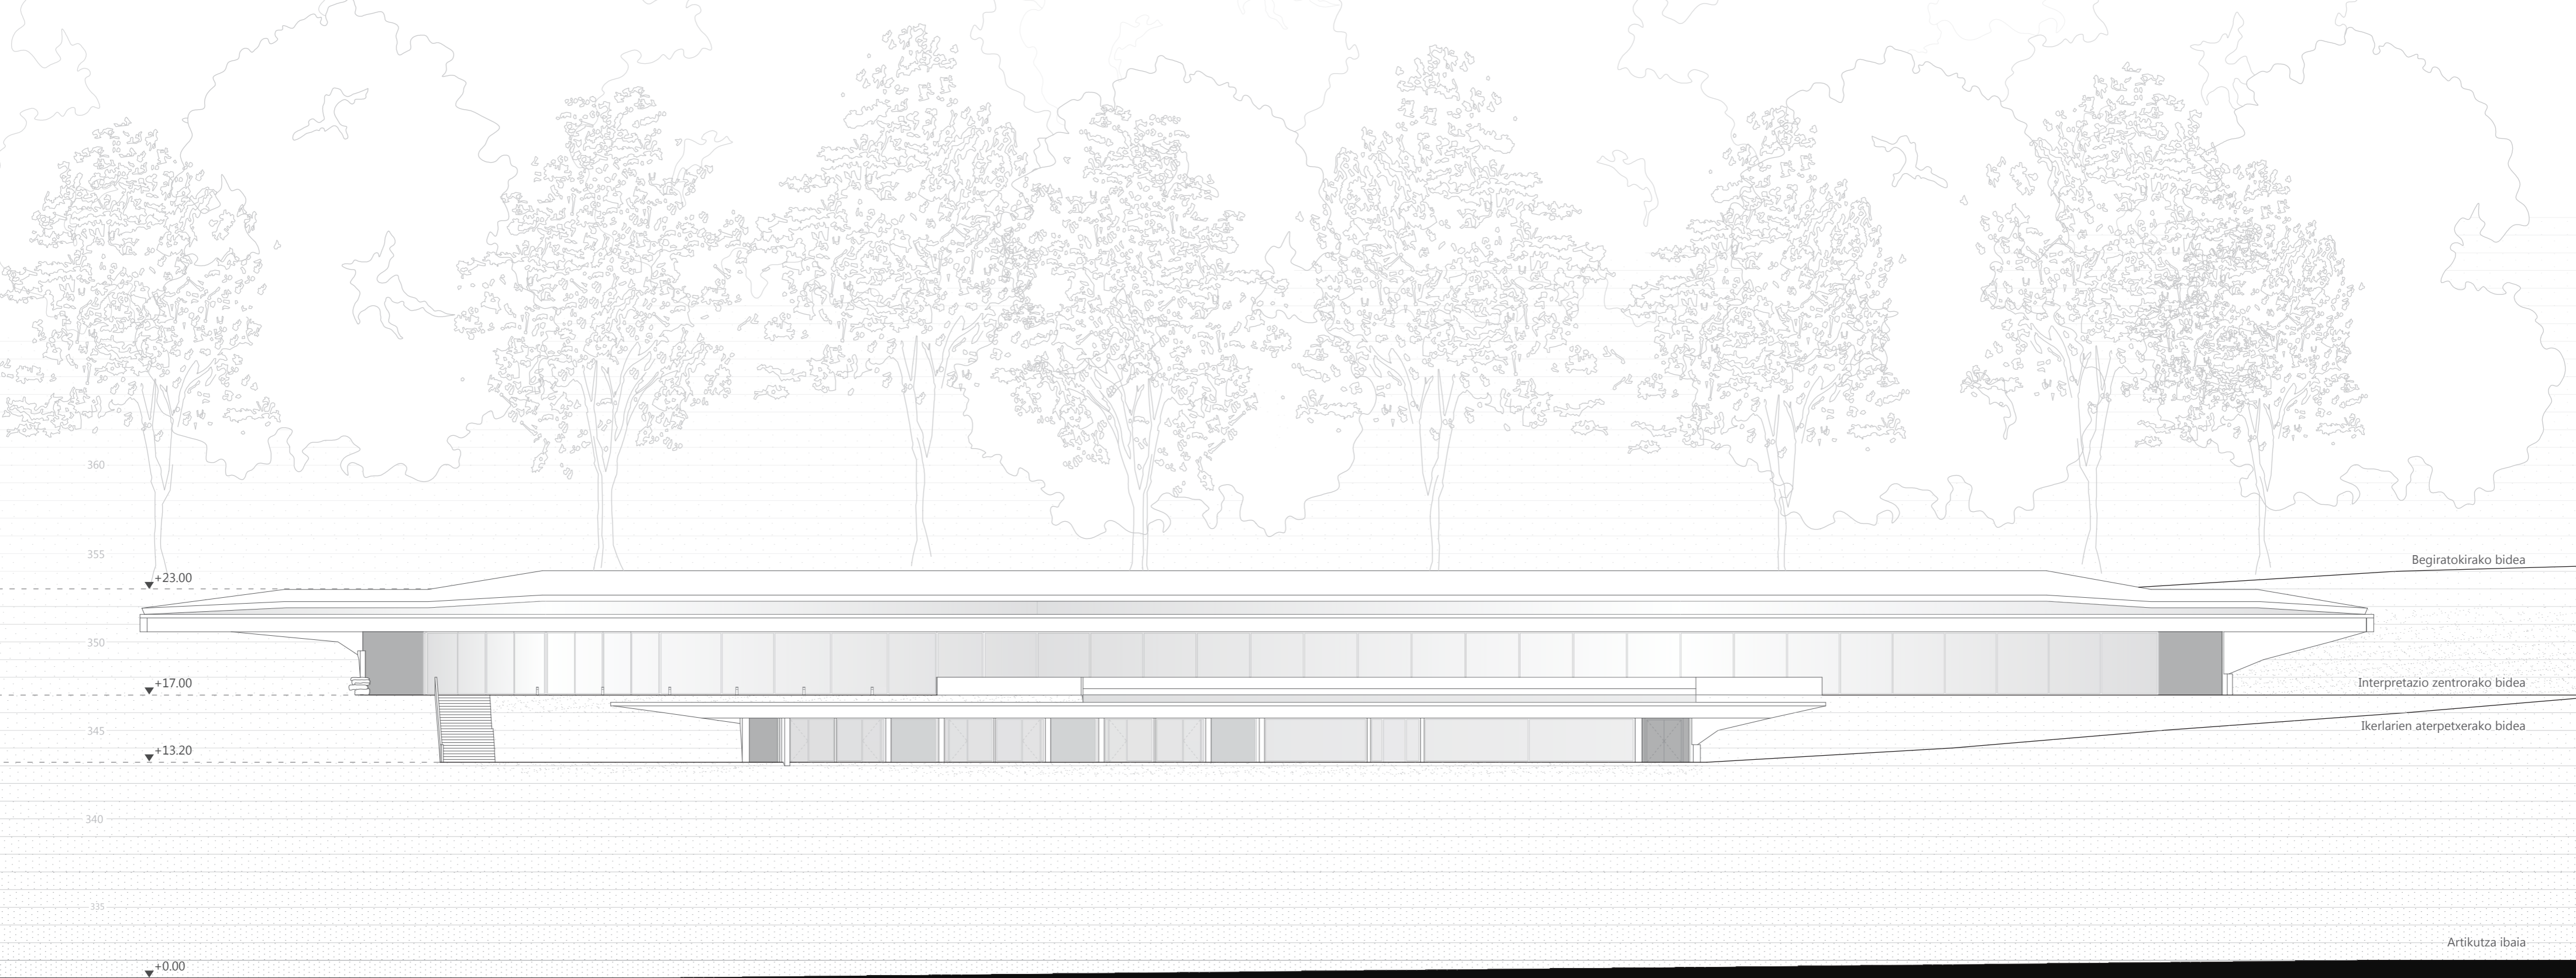 360
355
Begiratokirako bidea
+23.00
350
+17.00
Interpretazio zentrorako bidea
345
Ikerlarien aterpetxerako bidea
+13.20
340
335
Artikutza ibaia
+0.00